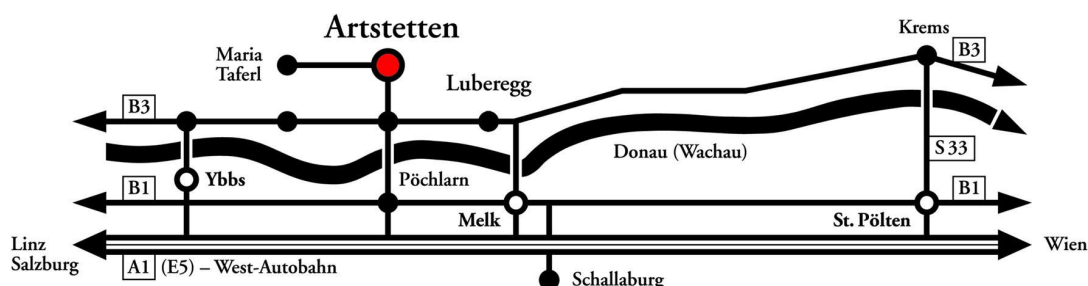 Artstetten
Krems
Maria
Taferl
B3
Luberegg
B3
Donau (Wachau)
S 33
Ybbs
Pöchlarn
B1
B1
Melk
St. Pölten
Linz
Salzburg
Wien
A1 (E5) – West-Autobahn
Schallaburg